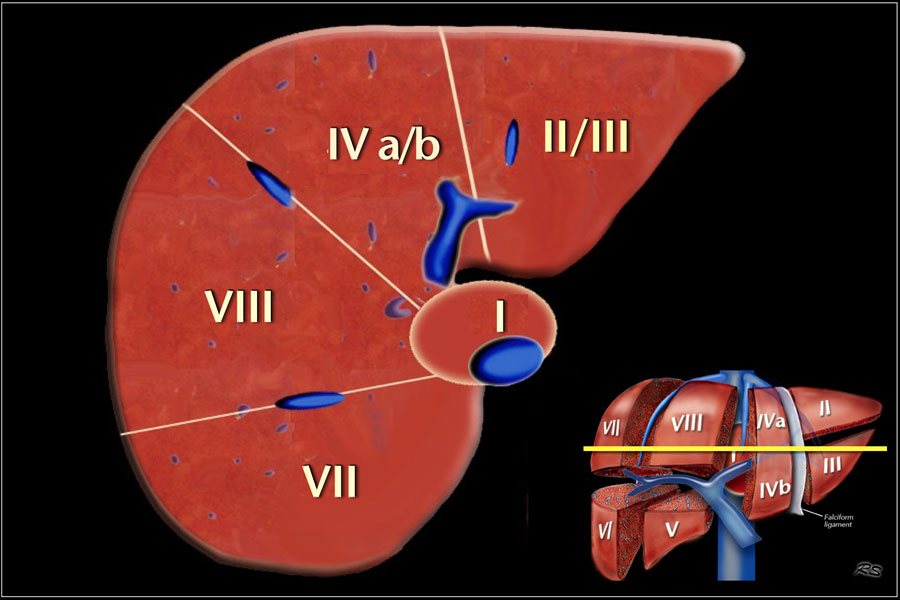 IV a/b
II/III
VIII
I
VII
VII
VIII
IVa
II
I
III
IVb
VI
V
Falciform
ligament
RS